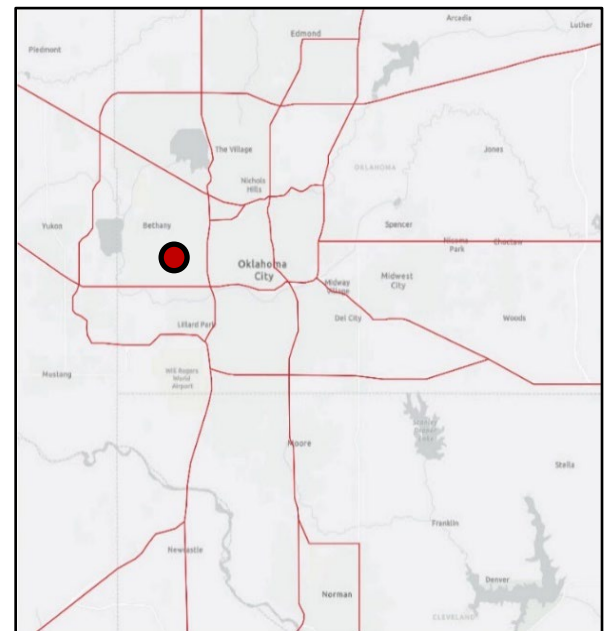 Arcadia
Luther
Edmond
Piedmont
The Village
Jones
OKLAHOMA
Nichols
Hills
Yukon
Bethany
Spencer
Nicoma
Park
Choctaw
Oklahoma
City
Midwest
City
Midway
Village
Del City
Woods
Lillard Park
Mustang
Will Rogers
World
Airport
Stanley
Draper
Lake
Moore
Stella
Franklin
Newcastle
Denver
Norman
CLEVELAND